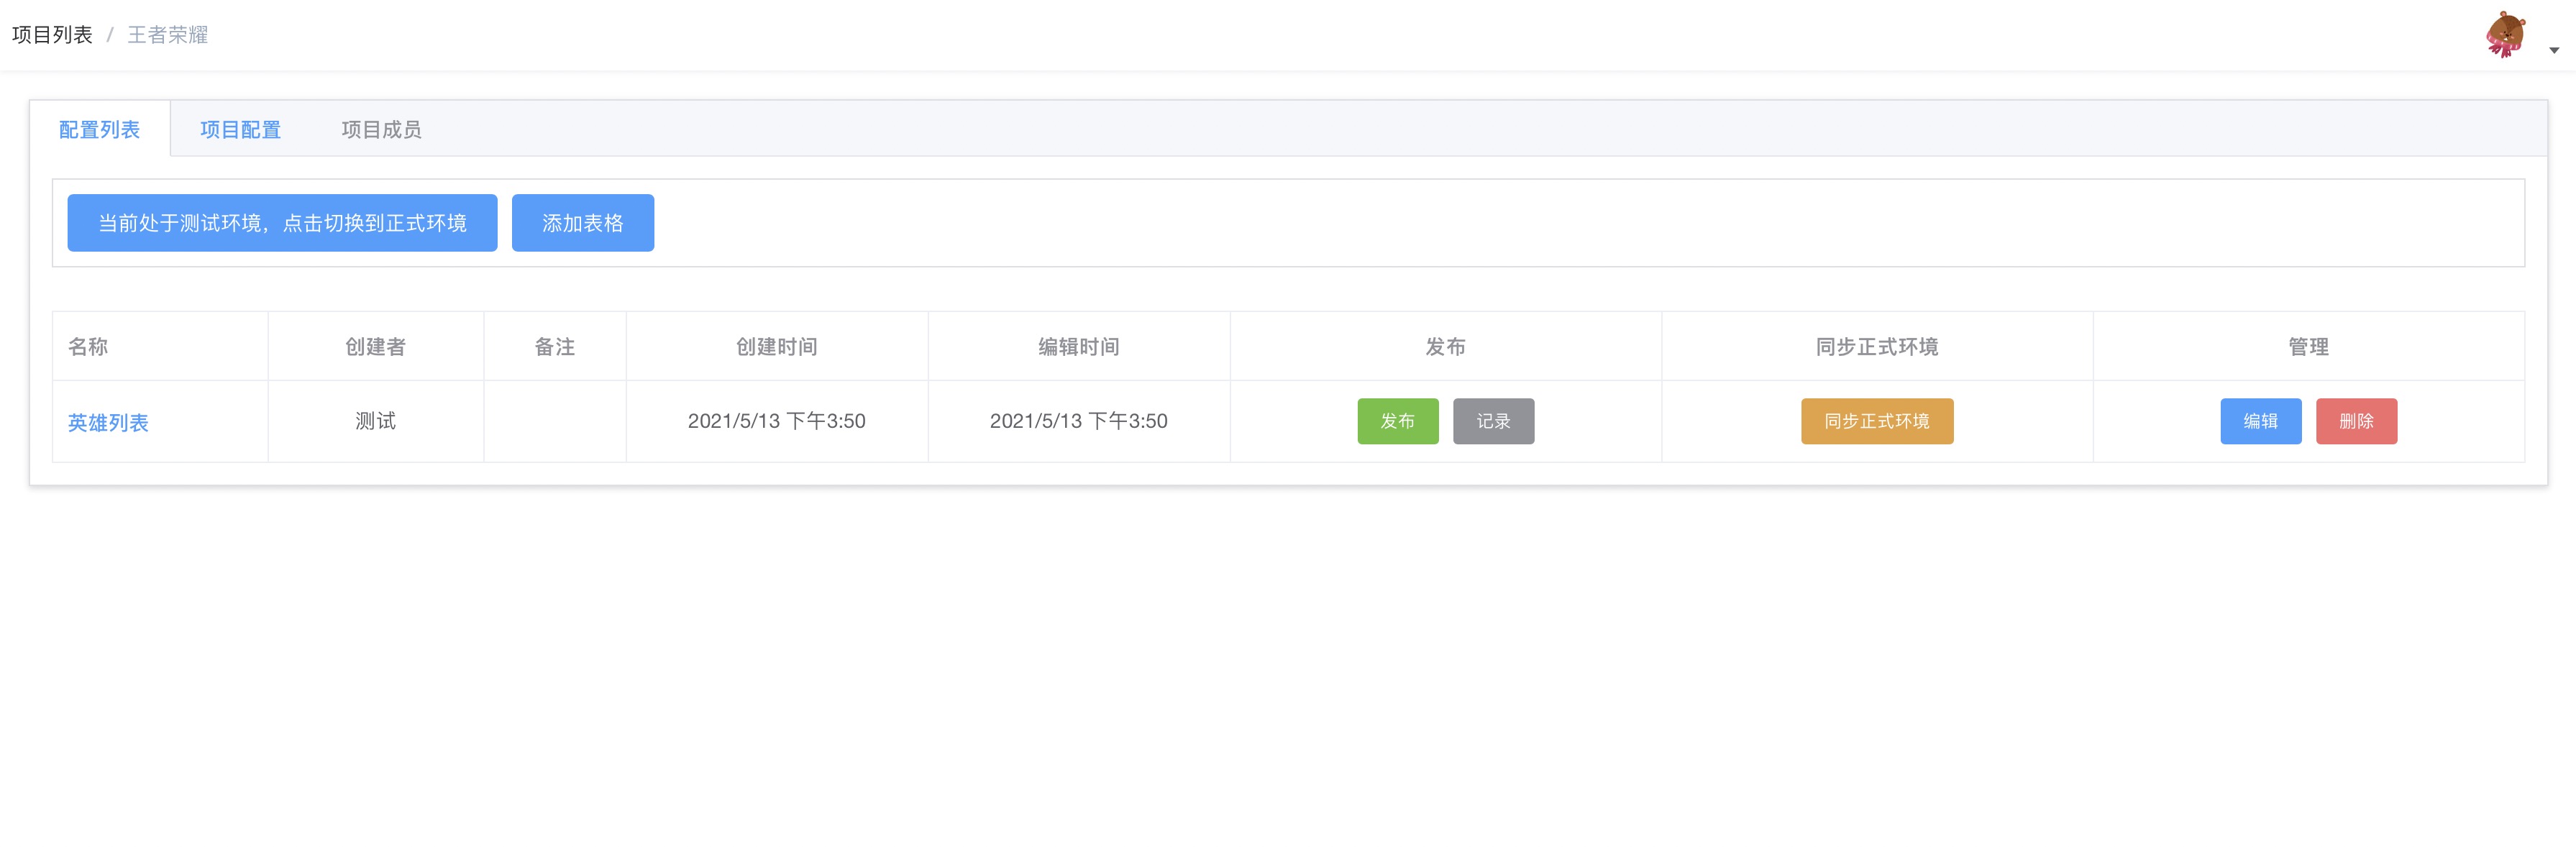 项目列表 / 王者荣耀
配置列表 项目配置 项目成员
当前处于测试环境，点击切换到正式环境 添加表格
名称 创建者 备注 创建时间 编辑时间 发布 同步正式环境 管理
英雄列表 测试 2021/5/13 下午3:50 2021/5/13 下午3:50 发布 记录 同步正式环境 编辑 删除